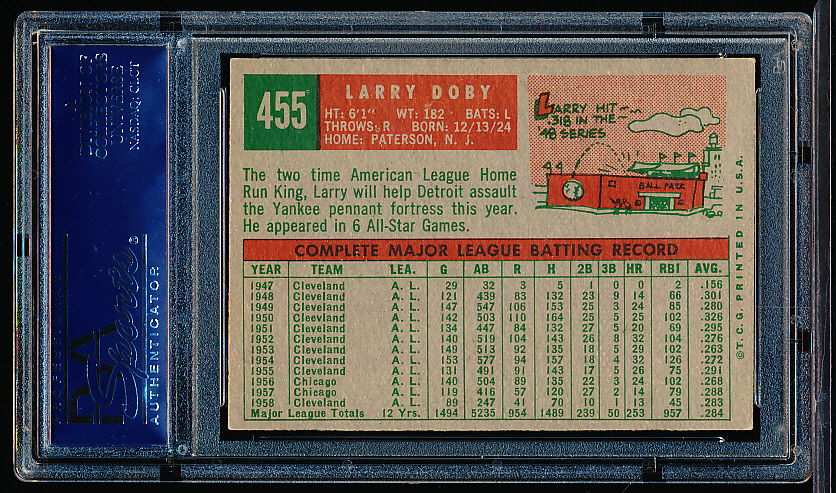 455
LARRY DOBY
HT: 6'1" WT: 182 BATS: L
THROWS: R BORN: 12/13/24
HOME: PATERSON, N. J.
LARRY HIT
.318 IN THE
'48 SERIES
44
BALL PARK
The two time American League Home
Run King, Larry will help Detroit assault
the Yankee pennant fortress this year.
He appeared in 6 All-Star Games.
COMPLETE MAJOR LEAGUE BATTING RECORD
YEAR TEAM LEA. G AB R H 2B 3B HR RBI AVG.
1947 Cleveland A. L. 29 32 3 5 1 0 0 2 .156
1948 Cleveland A. L. 121 439 83 132 23 9 14 66 .301
1949 Cleveland A. L. 147 547 106 153 25 3 24 85 .280
1950 Cleveland A. L. 142 503 110 164 25 5 25 102 .326
1951 Cleveland A. L. 134 447 84 132 27 5 20 69 .295
1952 Cleveland A. L. 140 519 104 143 26 8 32 104 .276
1953 Cleveland A. L. 149 513 92 135 18 5 29 102 .263
1954 Cleveland A. L. 153 577 94 157 18 4 32 126 .272
1955 Cleveland A. L. 131 491 91 143 17 5 26 75 .291
1956 Chicago A. L. 140 504 89 135 22 3 24 102 .268
1957 Chicago A. L. 119 416 57 120 27 2 14 79 .288
1958 Cleveland A. L. 89 247 41 70 10 1 13 45 .283
Major League Totals 12 Yrs. 1494 5235 954 1489 239 50 253 957 .284
©T.C.G. PRINTED IN U.S.A.
PSA
Sports
AUTHENTICATOR
COLLECTORS
UNIVERSE
NASDAQ: CLCT